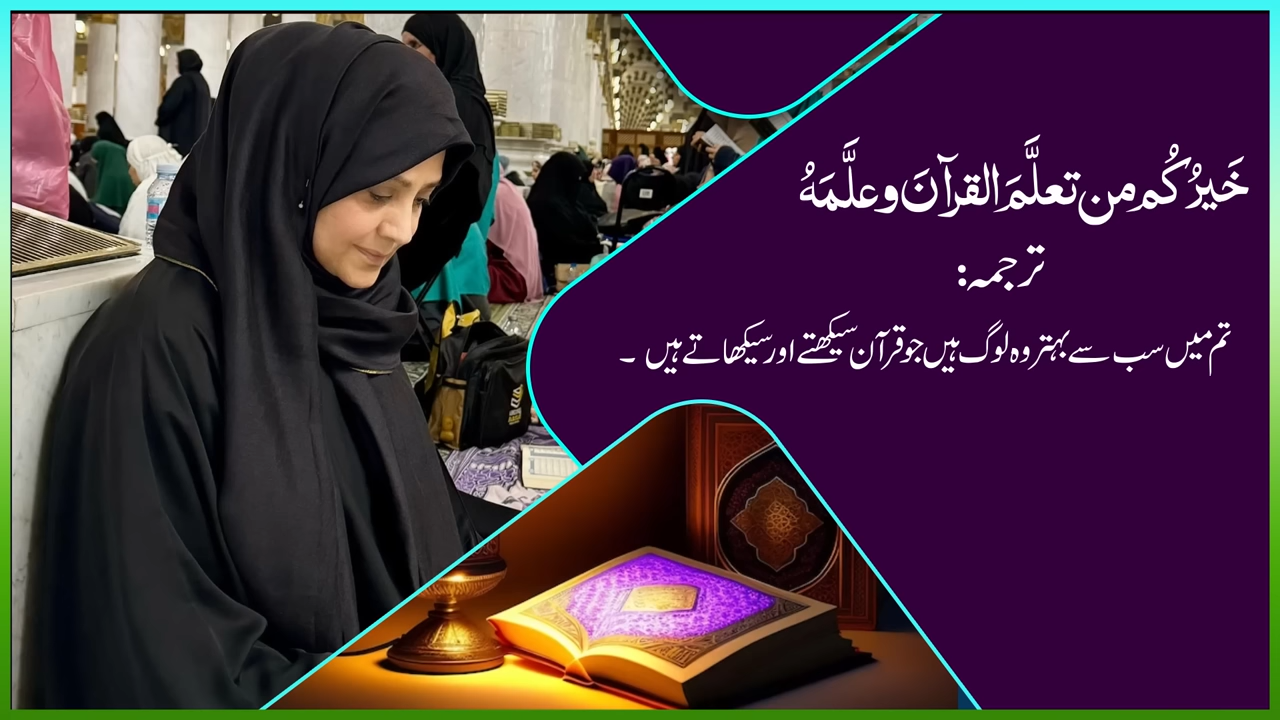 خَيرُكُم من تعلَّمَ القرآنَ وعلَّمَهُ
ترجمہ:
تم میں سب سے بہتر وہ لوگ ہیں جو قرآن سیکھتے اور سیکھاتے ہیں ۔